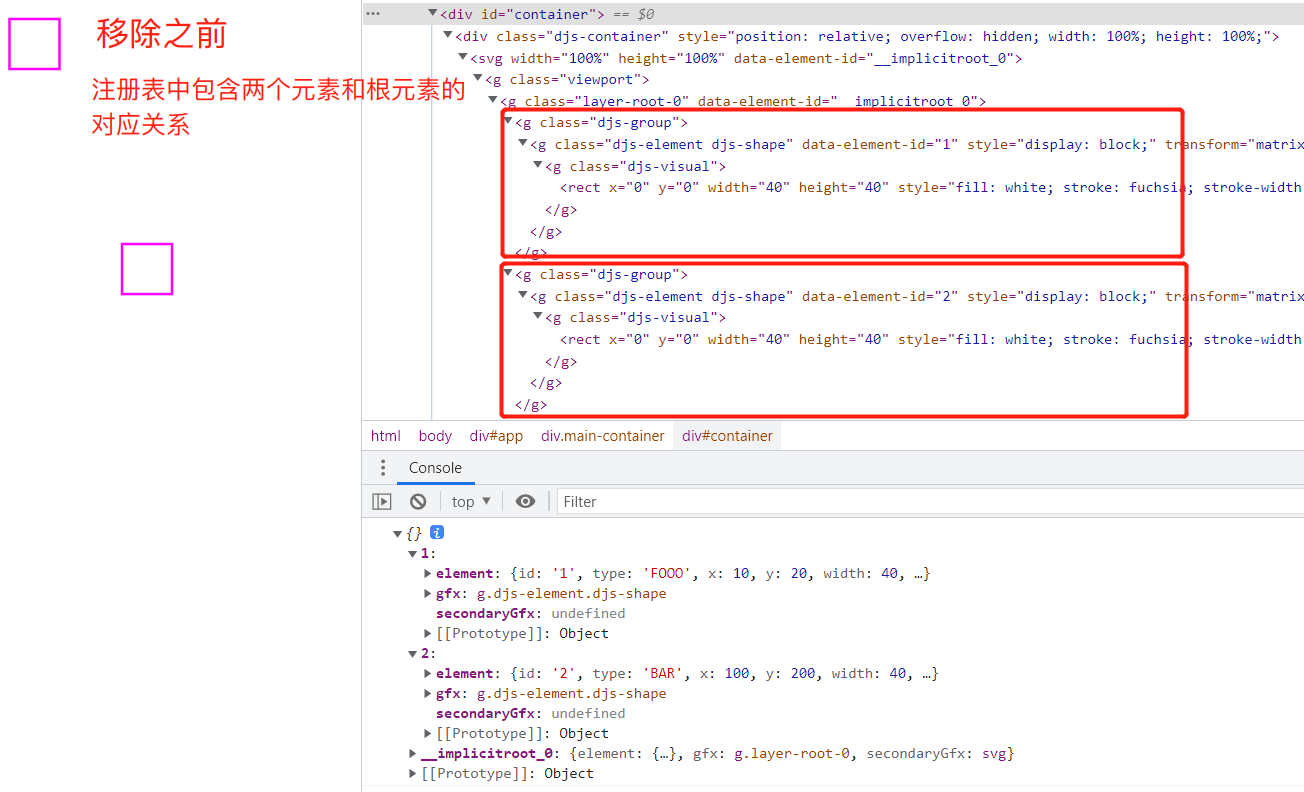 移除之前
注册表中包含两个元素和根元素的
对应关系
<div id="container"> == $0
<div class="djs-container" style="position: relative; overflow: hidden; width: 100%; height: 100%;">
<svg width="100%" height="100%" data-element-id="__implicitroot_0">
<g class="viewport">
<g class="layer-root-0" data-element-id="__implicitroot_0">
<g class="djs-group">
<g class="djs-element djs-shape" data-element-id="1" style="display: block;" transform="matrix
<g class="djs-visual">
<rect x="0" y="0" width="40" height="40" style="fill: white; stroke: fuchsia; stroke-width
</g>
</g>
</g>
<g class="djs-group">
<g class="djs-element djs-shape" data-element-id="2" style="display: block;" transform="matrix
<g class="djs-visual">
<rect x="0" y="0" width="40" height="40" style="fill: white; stroke: fuchsia; stroke-width
</g>
</g>
</g>
html body div#app div.main-container div#container
Console
top Filter
{} i
1:
element: {id: '1', type: 'FOOO', x: 10, y: 20, width: 40, …}
gfx: g.djs-element.djs-shape
secondaryGfx: undefined
[[Prototype]]: Object
2:
element: {id: '2', type: 'BAR', x: 100, y: 200, width: 40, …}
gfx: g.djs-element.djs-shape
secondaryGfx: undefined
[[Prototype]]: Object
__implicitroot_0: {element: {…}, gfx: g.layer-root-0, secondaryGfx: svg}
[[Prototype]]: Object